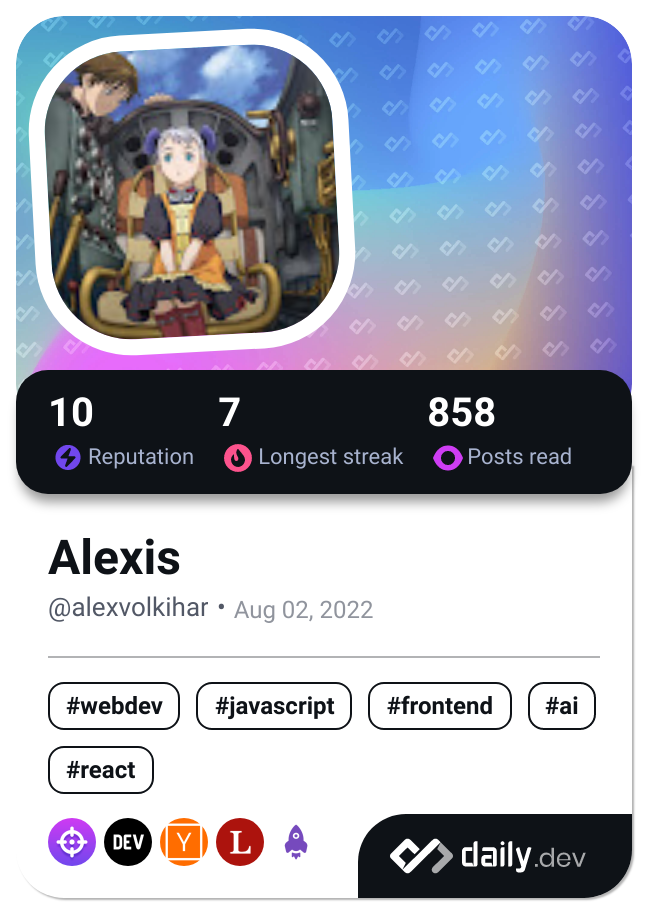 10 7 858
Reputation Longest streak Posts read
Alexis
@alexvolkihar • Aug 02, 2022
#webdev #javascript #frontend #ai
#react
DEV Y L daily.dev